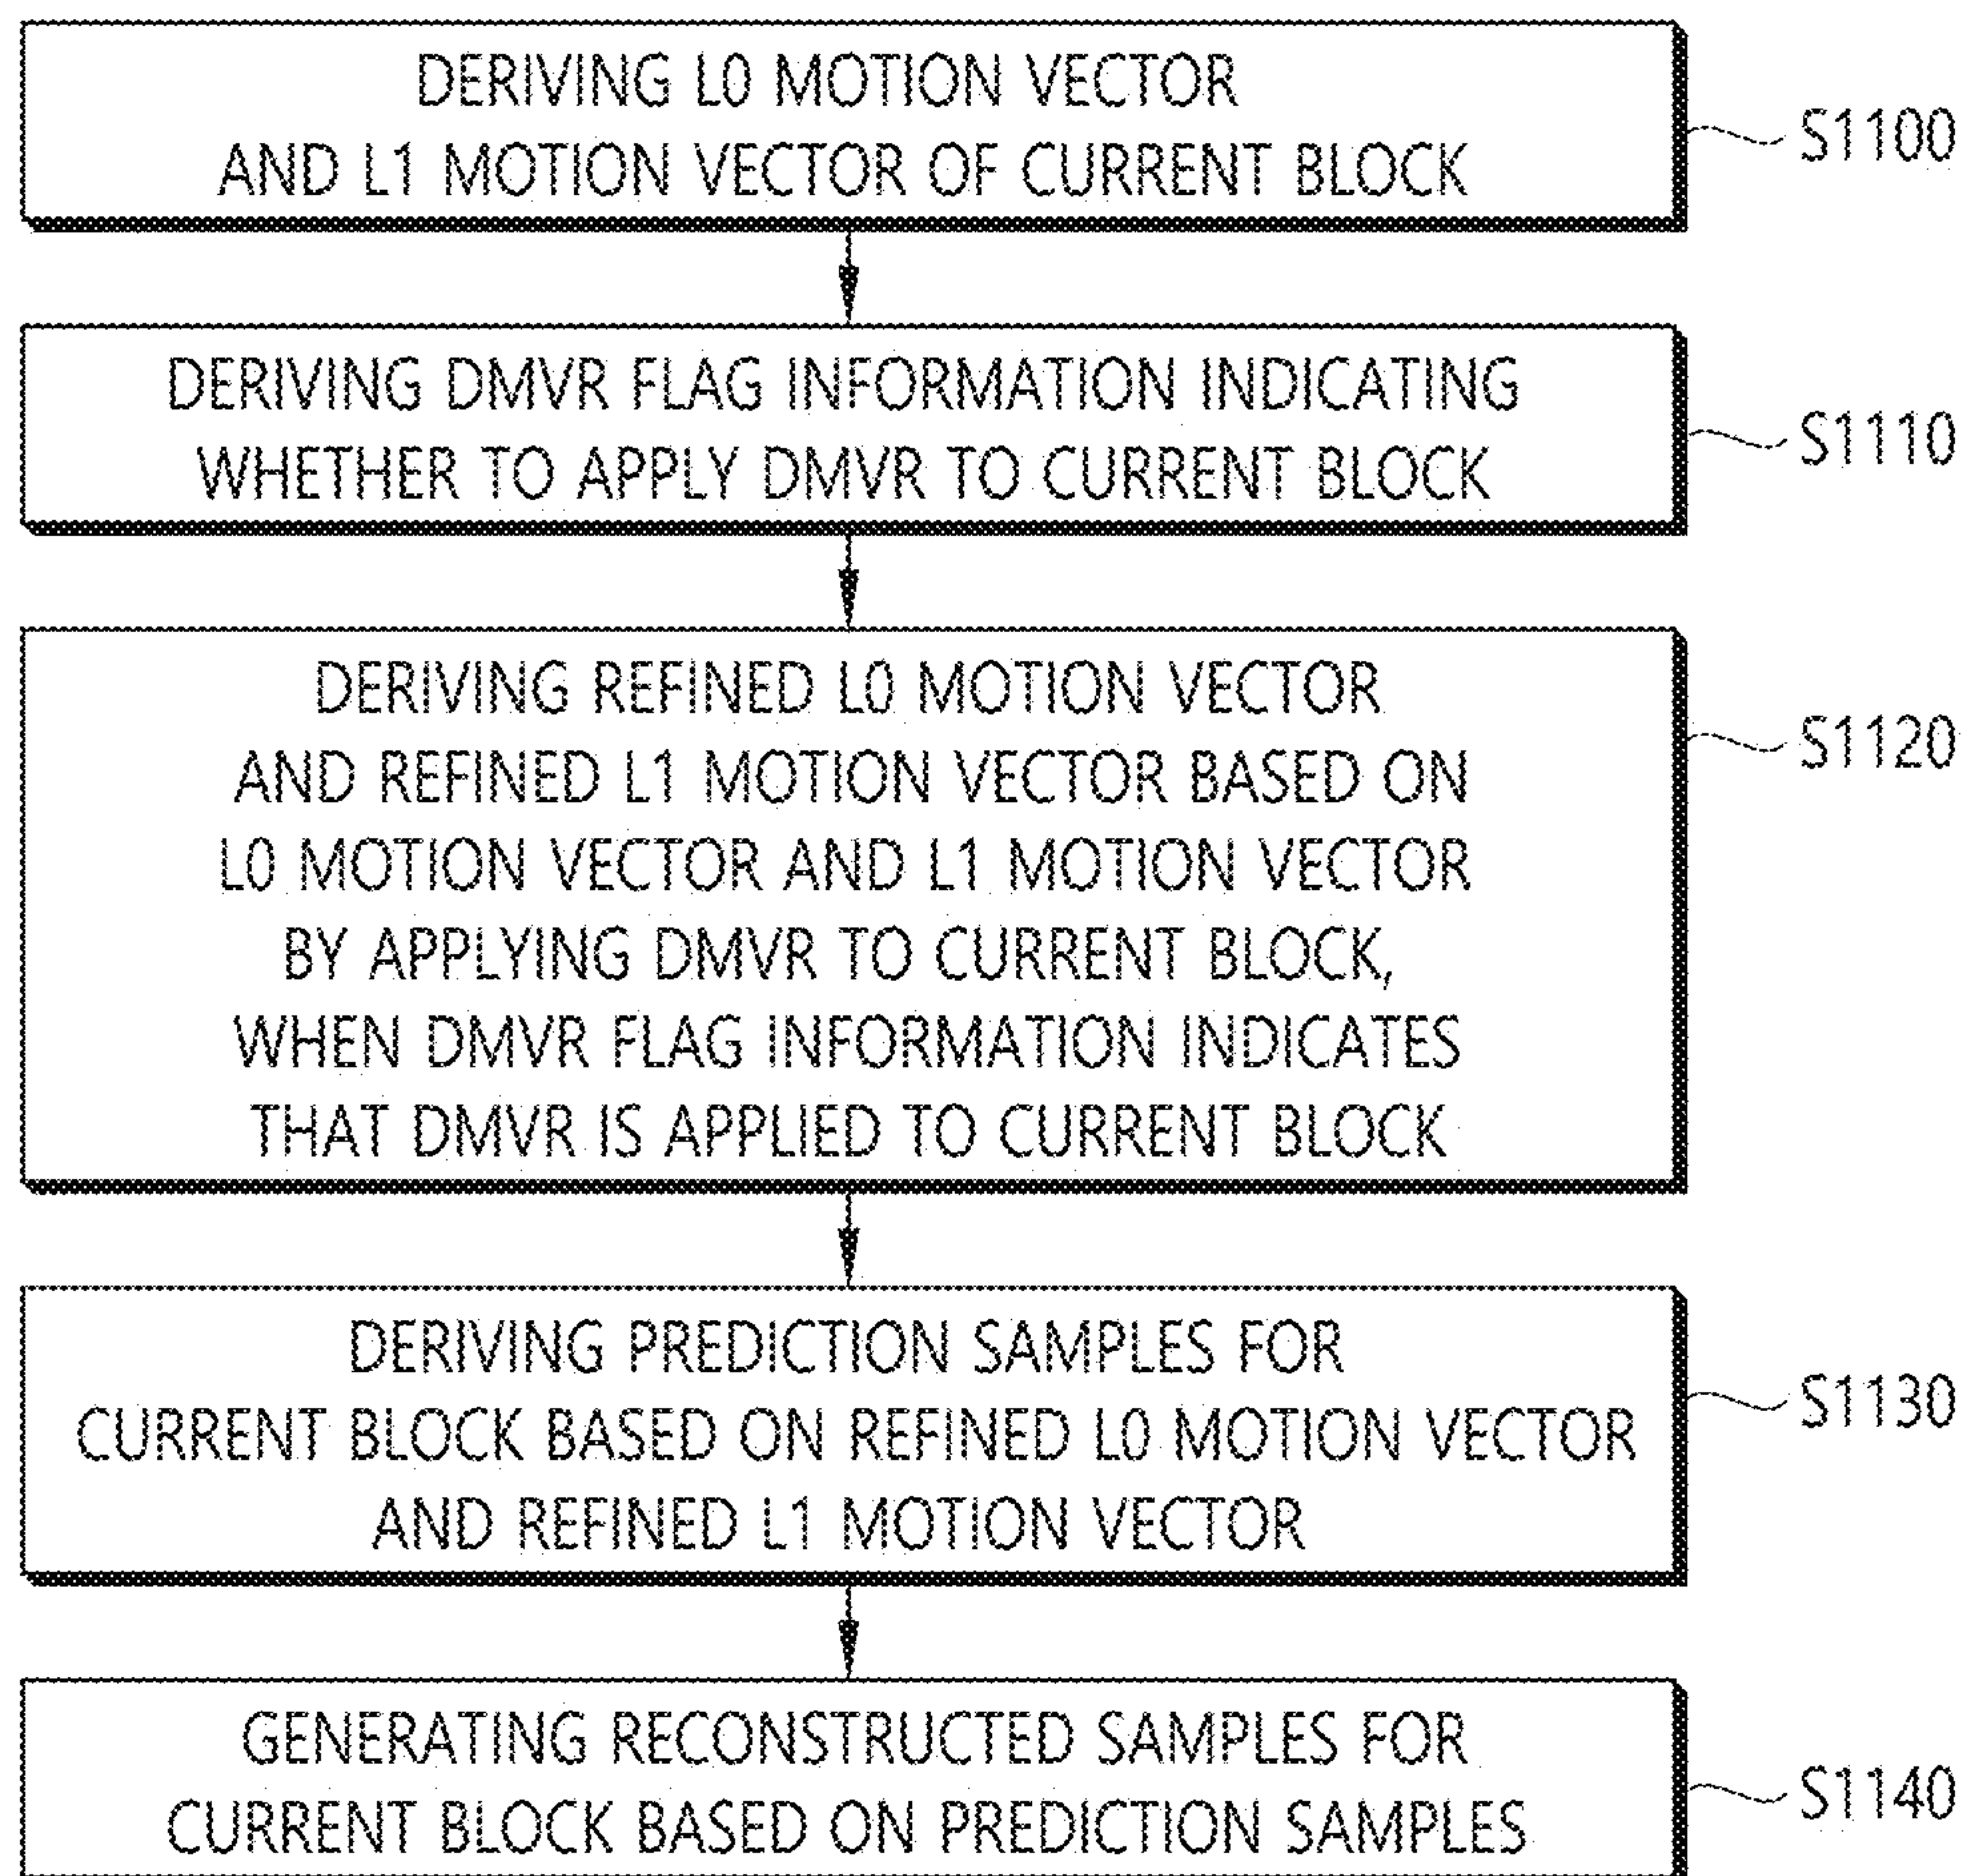 DERIVING L0 MOTION VECTOR
AND L1 MOTION VECTOR OF CURRENT BLOCK
S1100
DERIVING DMVR FLAG INFORMATION INDICATING
WHETHER TO APPLY DMVR TO CURRENT BLOCK
S1110
DERIVING REFINED L0 MOTION VECTOR
AND REFINED L1 MOTION VECTOR BASED ON
L0 MOTION VECTOR AND L1 MOTION VECTOR
BY APPLYING DMVR TO CURRENT BLOCK,
WHEN DMVR FLAG INFORMATION INDICATES
THAT DMVR IS APPLIED TO CURRENT BLOCK
S1120
DERIVING PREDICTION SAMPLES FOR
CURRENT BLOCK BASED ON REFINED L0 MOTION VECTOR
AND REFINED L1 MOTION VECTOR
S1130
GENERATING RECONSTRUCTED SAMPLES FOR
CURRENT BLOCK BASED ON PREDICTION SAMPLES
S1140